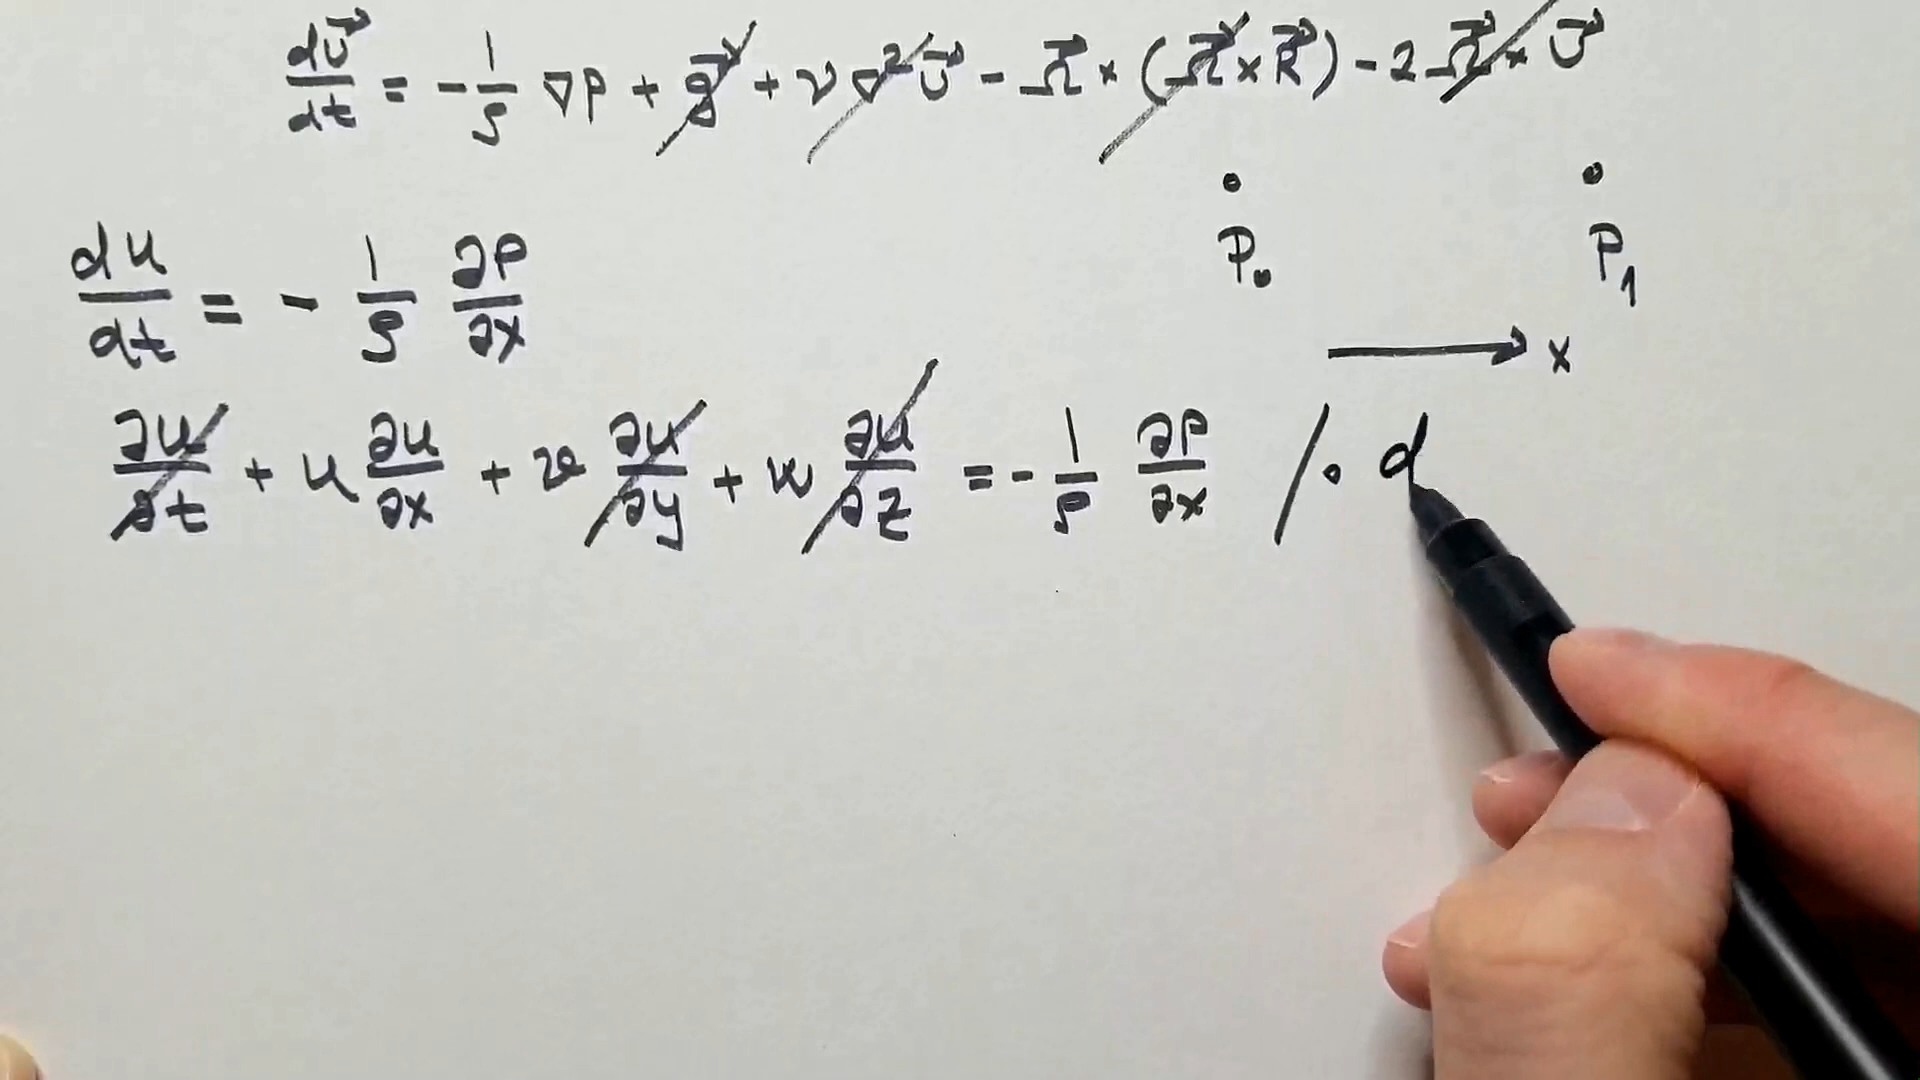 dv⃗/dt = -1/ρ ∇p + g⃗ + ν∇²v⃗ - Ω⃗ × (Ω⃗ × R⃗) - 2Ω⃗ × v⃗
P₀ P₁
du/dt = - 1/ρ ∂P/∂x
x
∂u/∂t + u ∂u/∂x + v ∂u/∂y + w ∂u/∂z = - 1/ρ ∂P/∂x / · d